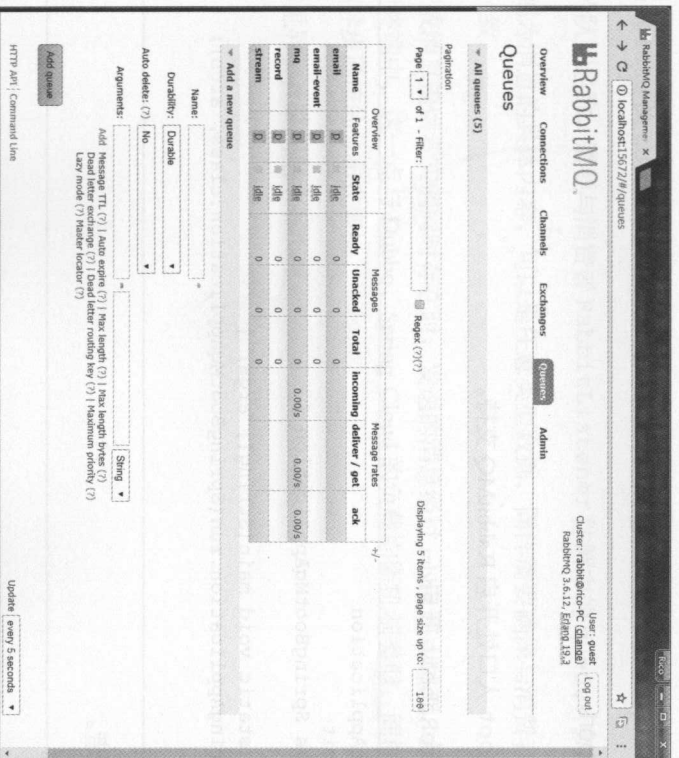 RabbitMQ Manageme
Rico
localhost:15672/#/queues
RabbitMQ
User: guest
Cluster: rabbit@rico-PC (change) Log out
RabbitMQ 3.6.12, Erlang 19.3
Overview Connections Channels Exchanges Queues Admin
Queues
All queues (5)
Pagination
Page 1 of 1 - Filter: Regex (?)(?) Displaying 5 items , page size up to: 100
Overview Messages Message rates +/-
Name Features State Ready Unacked Total incoming deliver / get ack
email D idle 0 0 0
email-event D idle 0 0 0
mq D idle 0 0 0 0.00/s 0.00/s 0.00/s
record D idle 0 0 0
stream D idle 0 0 0
Add a new queue
Name: *
Durability: Durable
Auto delete: (?) No
Arguments: = String
Add Message TTL (?) | Auto expire (?) | Max length (?) | Max length bytes (?)
Dead letter exchange (?) | Dead letter routing key (?) | Maximum priority (?)
Lazy mode (?) Master locator (?)
Add queue
HTTP API | Command Line
Update every 5 seconds